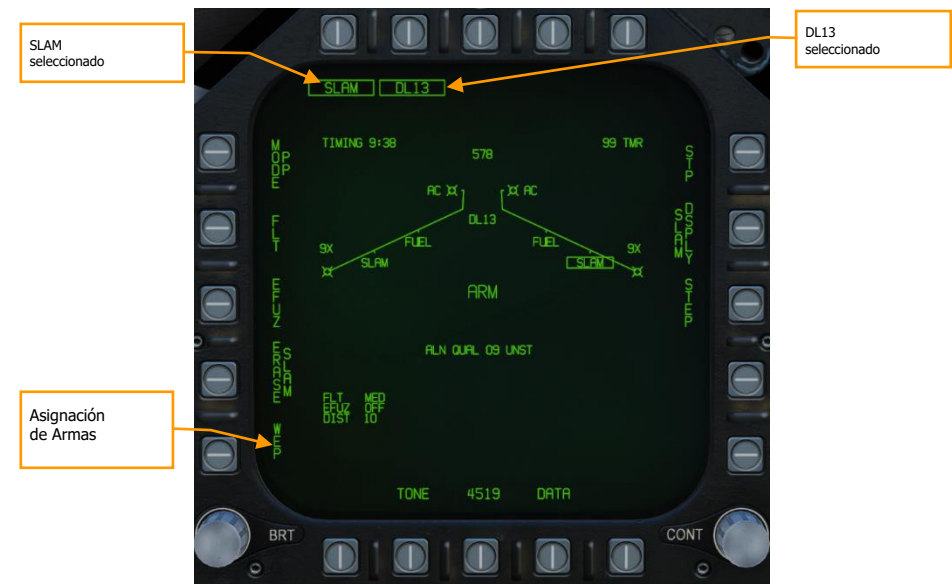 SLAM
seleccionado
DL13
seleccionado
SLAM DL13
TIMING 9:38
578
99 TMR
MODE
PP
STP
AC AC
DL13
FLT
SLAM
DSPLY
FUEL FUEL
9X 9X
SLAM SLAM
EFUZ
ARM
STEP
ALN QUAL 09 UNST
ERASE
SLAM
FLT MED
EFUZ OFF
DIST 10
Asignación
de Armas
WEP
TONE 4519 DATA
BRT
CONT